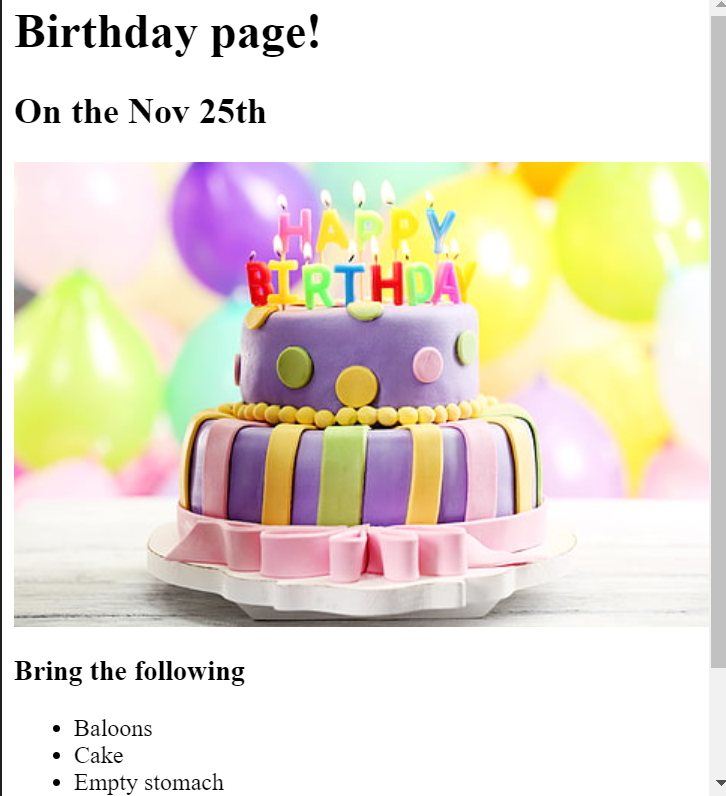 Birthday page!
On the Nov 25th
HAPPY
BIRTHDAY
Bring the following
Baloons
Cake
Empty stomach